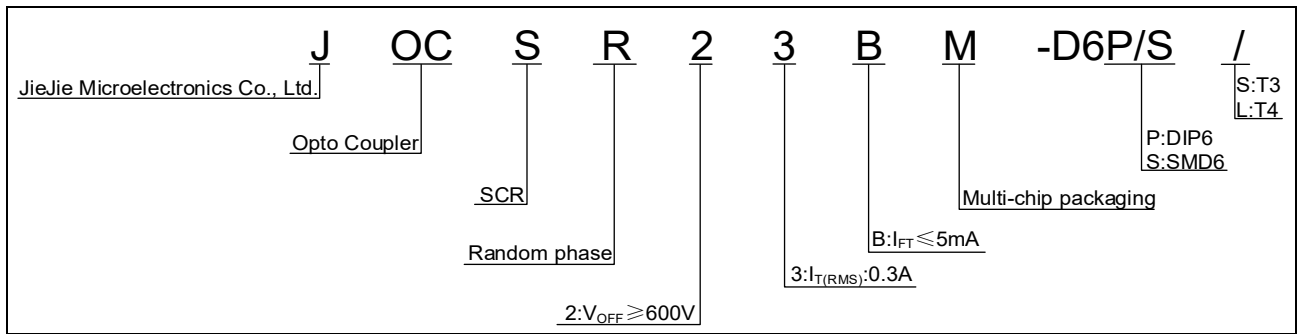 J OC S R 2 3 B M -D6P/S /
JieJie Microelectronics Co., Ltd.
S:T3
L:T4
Opto Coupler
P:DIP6
S:SMD6
SCR
Multi-chip packaging
Random phase
B:IFT≤5mA
3:IT(RMS):0.3A
2:VOFF≥600V